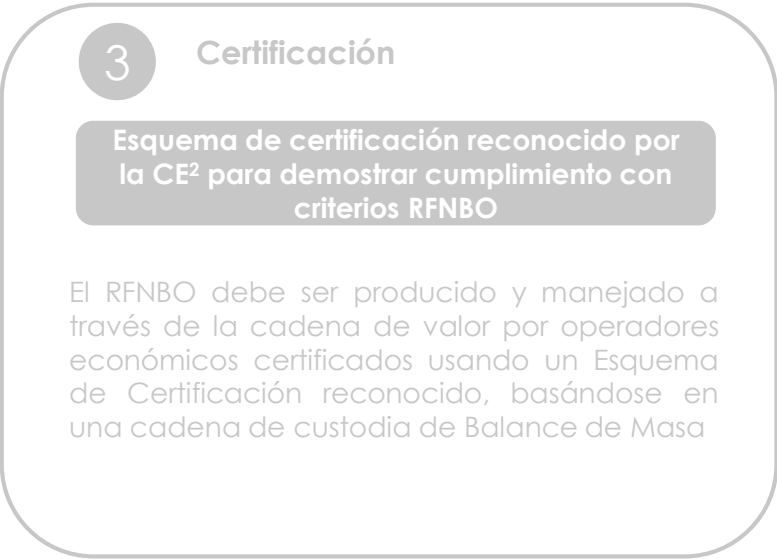 3
Certificación
Esquema de certificación reconocido por
la CE² para demostrar cumplimiento con
criterios RFNBO
El RFNBO debe ser producido y manejado a
través de la cadena de valor por operadores
económicos certificados usando un Esquema
de Certificación reconocido, basándose en
una cadena de custodia de Balance de Masa